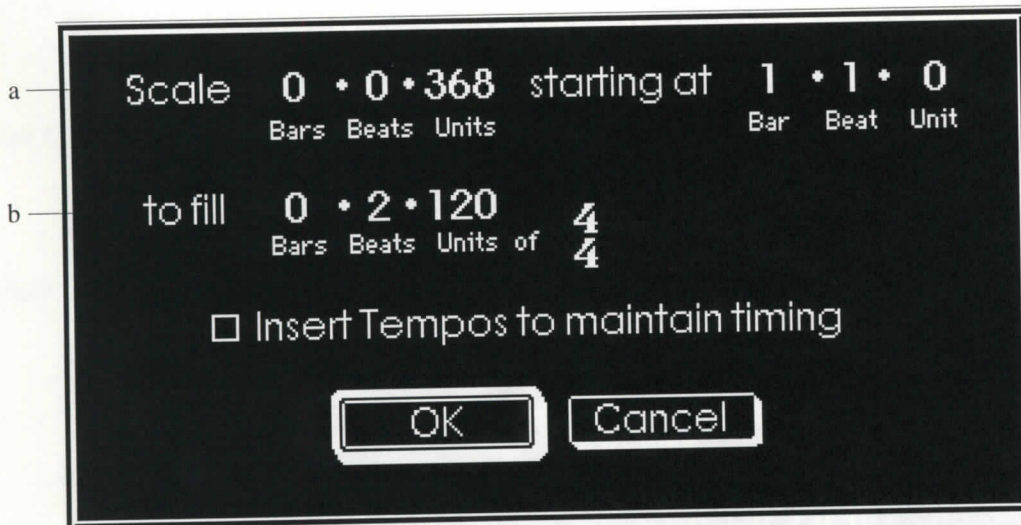 a Scale 0 • 0 • 368 starting at 1 • 1 • 0
Bars Beats Units Bar Beat Unit
b to fill 0 • 2 • 120 4
Bars Beats Units of 4
Insert Tempos to maintain timing
OK Cancel